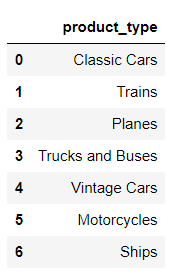 product_type
0 Classic Cars
1 Trains
2 Planes
3 Trucks and Buses
4 Vintage Cars
5 Motorcycles
6 Ships